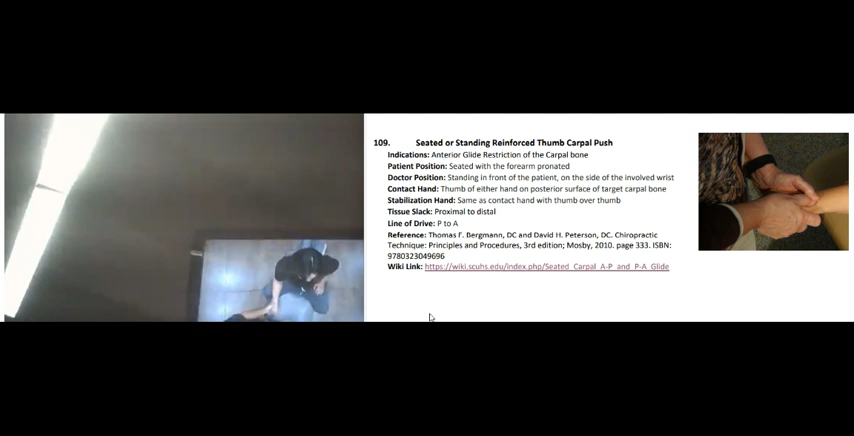 109. Seated or Standing Reinforced Thumb Carpal Push
Indications: Anterior Glide Restriction of the Carpal bone
Patient Position: Seated with the forearm pronated
Doctor Position: Standing in front of the patient, on the side of the involved wrist
Contact Hand: Thumb of either hand on posterior surface of target carpal bone
Stabilization Hand: Same as contact hand with thumb over thumb
Tissue Slack: Proximal to distal
Line of Drive: P to A
Reference: Thomas F. Bergmann, DC and David H. Peterson, DC. Chiropractic
Technique: Principles and Procedures, 3rd edition; Mosby, 2010. page 333. ISBN:
9780323049696
Wiki Link: https://wiki.scuhs.edu/index.php/Seated_Carpal_A-P_and_P-A_Glide